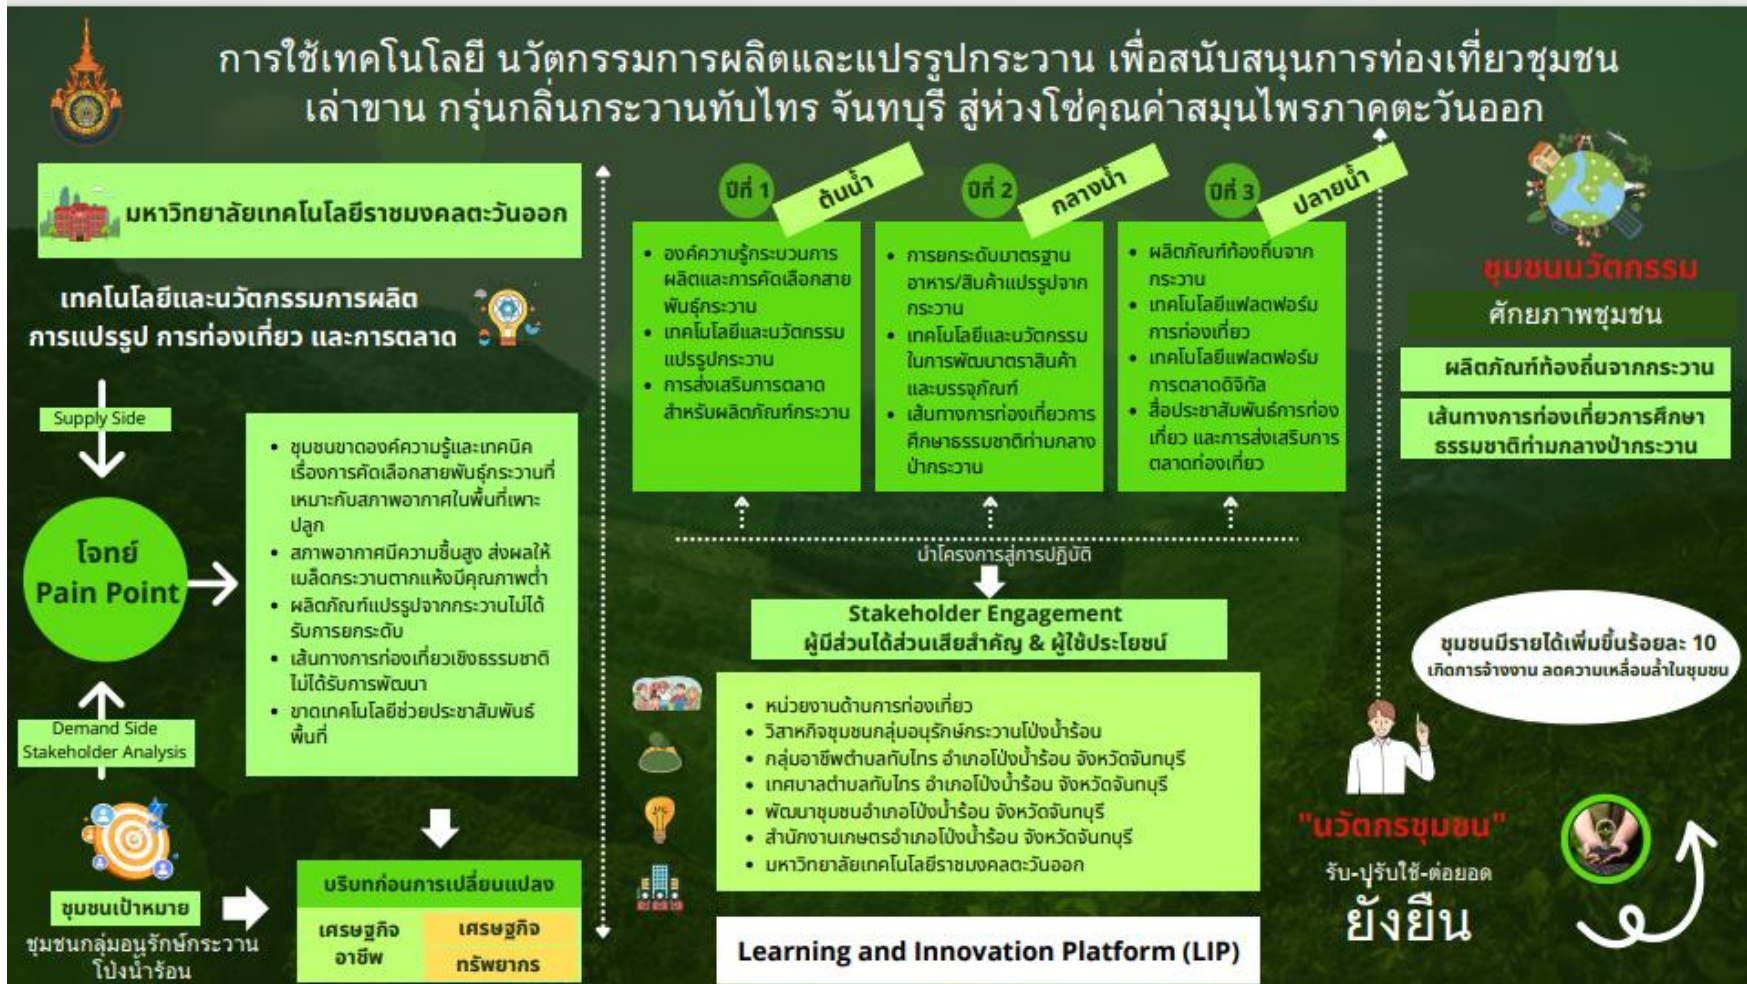 การใช้เทคโนโลยี นวัตกรรมการผลิตและแปรรูปกระวาน เพื่อสนับสนุนการท่องเที่ยวชุมชน
เล่าขาน กรุ่นกลิ่นกระวานทับไทร จันทบุรี สู่ห่วงโซ่คุณค่าสมุนไพรภาคตะวันออก
มหาวิทยาลัยเทคโนโลยีราชมงคลตะวันออก
เทคโนโลยีและนวัตกรรมการผลิต
การแปรรูป การท่องเที่ยว และการตลาด
Supply Side
โจทย์
Pain Point
• ชุมชนขาดองค์ความรู้และเทคนิค
เรื่องการคัดเลือกสายพันธุ์กระวานที่
เหมาะกับสภาพอากาศในพื้นที่เพาะ
ปลูก
• สภาพอากาศมีความชื้นสูง ส่งผลให้
เมล็ดกระวานตากแห้งมีคุณภาพต่ำ
• ผลิตภัณฑ์แปรรูปจากกระวานไม่ได้
รับการยกระดับ
• เส้นทางการท่องเที่ยวเชิงธรรมชาติ
ไม่ได้รับการพัฒนา
• ขาดเทคโนโลยีช่วยประชาสัมพันธ์
พื้นที่
Demand Side
Stakeholder Analysis
ชุมชนเป้าหมาย
ชุมชนกลุ่มอนุรักษ์กระวาน
โป่งน้ำร้อน
บริบทก่อนการเปลี่ยนแปลง
เศรษฐกิจ
อาชีพ
เศรษฐกิจ
ทรัพยากร
ปีที่ 1
ต้นน้ำ
• องค์ความรู้กระบวนการ
ผลิตและการคัดเลือกสาย
พันธุ์กระวาน
• เทคโนโลยีและนวัตกรรม
แปรรูปกระวาน
• การส่งเสริมการตลาด
สำหรับผลิตภัณฑ์กระวาน
ปีที่ 2
กลางน้ำ
• การยกระดับมาตรฐาน
อาหาร/สินค้าแปรรูปจาก
กระวาน
• เทคโนโลยีและนวัตกรรม
ในการพัฒนาตราสินค้า
และบรรจุภัณฑ์
• เส้นทางการท่องเที่ยวการ
ศึกษาธรรมชาติท่ามกลาง
ป่ากระวาน
ปีที่ 3
ปลายน้ำ
• ผลิตภัณฑ์ท้องถิ่นจาก
กระวาน
• เทคโนโลยีแฟลตฟอร์ม
การท่องเที่ยว
• เทคโนโลยีแฟลตฟอร์ม
การตลาดดิจิทัล
• สื่อประชาสัมพันธ์การท่อง
เที่ยว และการส่งเสริมการ
ตลาดท่องเที่ยว
นำโครงการสู่การปฏิบัติ
Stakeholder Engagement
ผู้มีส่วนได้ส่วนเสียสำคัญ & ผู้ใช้ประโยชน์
• หน่วยงานด้านการท่องเที่ยว
• วิสาหกิจชุมชนกลุ่มอนุรักษ์กระวานโป่งน้ำร้อน
• กลุ่มอาชีพตำบลทับไทร อำเภอโป่งน้ำร้อน จังหวัดจันทบุรี
• เทศบาลตำบลทับไทร อำเภอโป่งน้ำร้อน จังหวัดจันทบุรี
• พัฒนาชุมชนอำเภอโป่งน้ำร้อน จังหวัดจันทบุรี
• สำนักงานเกษตรอำเภอโป่งน้ำร้อน จังหวัดจันทบุรี
• มหาวิทยาลัยเทคโนโลยีราชมงคลตะวันออก
Learning and Innovation Platform (LIP)
ชุมชนนวัตกรรม
ศักยภาพชุมชน
ผลิตภัณฑ์ท้องถิ่นจากกระวาน
เส้นทางการท่องเที่ยวการศึกษา
ธรรมชาติท่ามกลางป่ากระวาน
ชุมชนมีรายได้เพิ่มขึ้นร้อยละ 10
เกิดการจ้างงาน ลดความเหลื่อมล้ำในชุมชน
"นวัตกรชุมชน"
รับ-ปรับใช้-ต่อยอด
ยั่งยืน